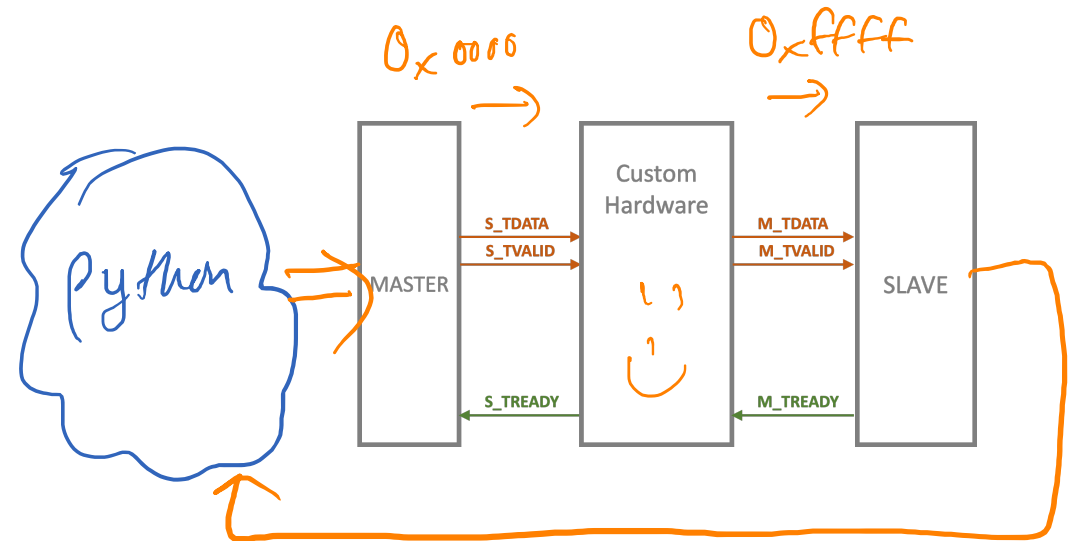 0x0000
0xffff
Custom
Hardware
S_TDATA
M_TDATA
S_TVALID
M_TVALID
Python
MASTER
SLAVE
S_TREADY
M_TREADY